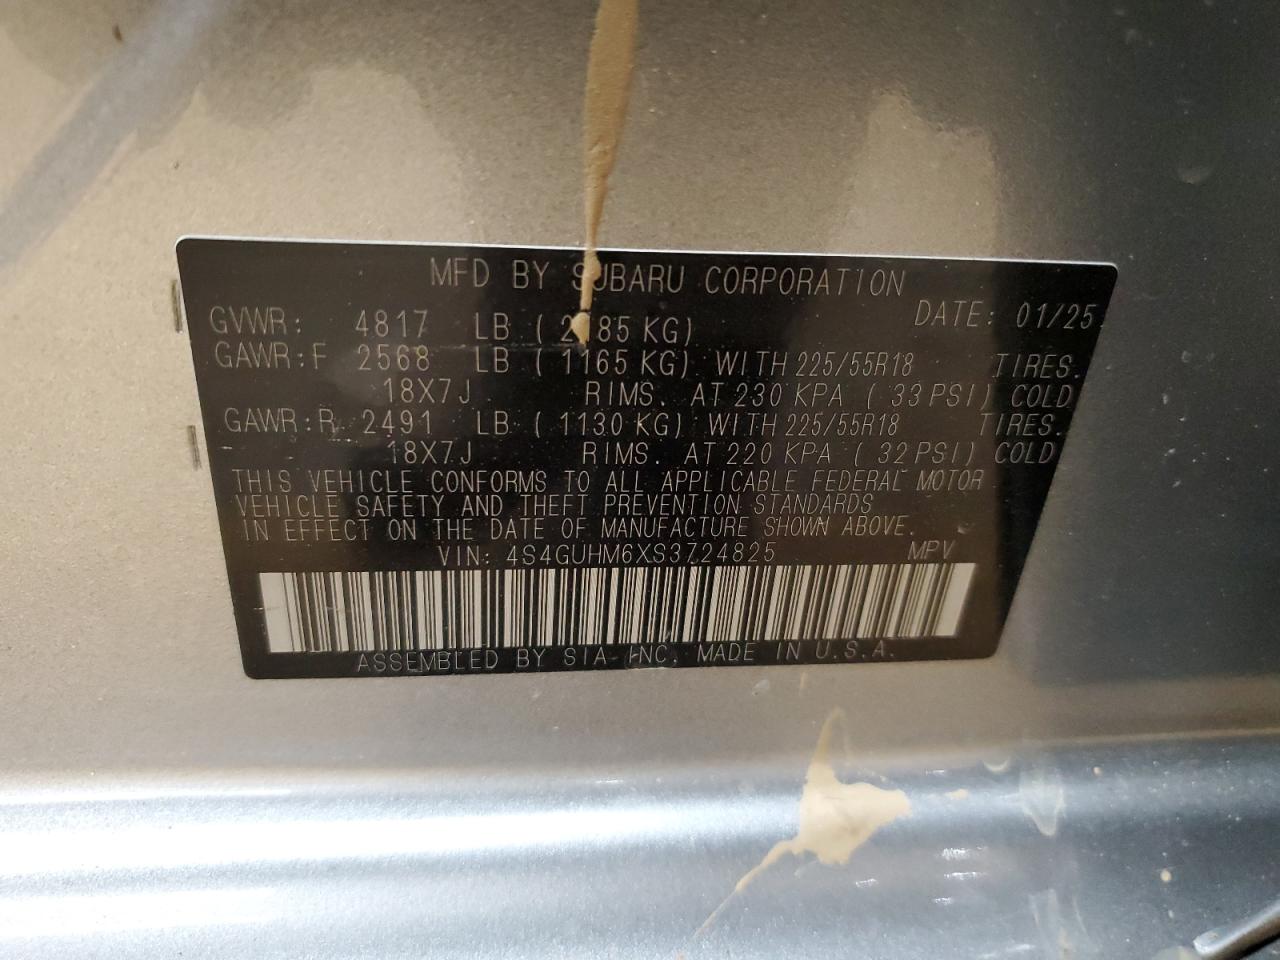 MFD BY SUBARU CORPORATION
GVWR: 4817 LB ( 2185 KG) DATE: 01/25
GAWR:F 2568 LB ( 1165 KG) WITH 225/55R18 TIRES.
18X7J RIMS. AT 230 KPA ( 33 PSI) COLD
GAWR:R 2491 LB ( 1130 KG) WITH 225/55R18 TIRES.
18X7J RIMS. AT 220 KPA ( 32 PSI) COLD
THIS VEHICLE CONFORMS TO ALL APPLICABLE FEDERAL MOTOR
VEHICLE SAFETY AND THEFT PREVENTION STANDARDS
IN EFFECT ON THE DATE OF MANUFACTURE SHOWN ABOVE.
VIN: 4S4GUHM6XS3724825 MPV
ASSEMBLED BY SIA-INC. MADE IN U.S.A.